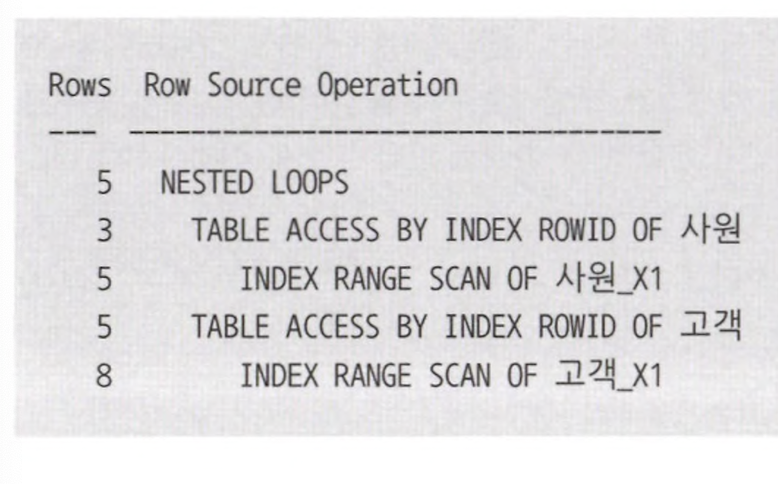 Rows Row Source Operation
--- ----------------------------------
5 NESTED LOOPS
3 TABLE ACCESS BY INDEX ROWID OF 사원
5 INDEX RANGE SCAN OF 사원_X1
5 TABLE ACCESS BY INDEX ROWID OF 고객
8 INDEX RANGE SCAN OF 고객_X1